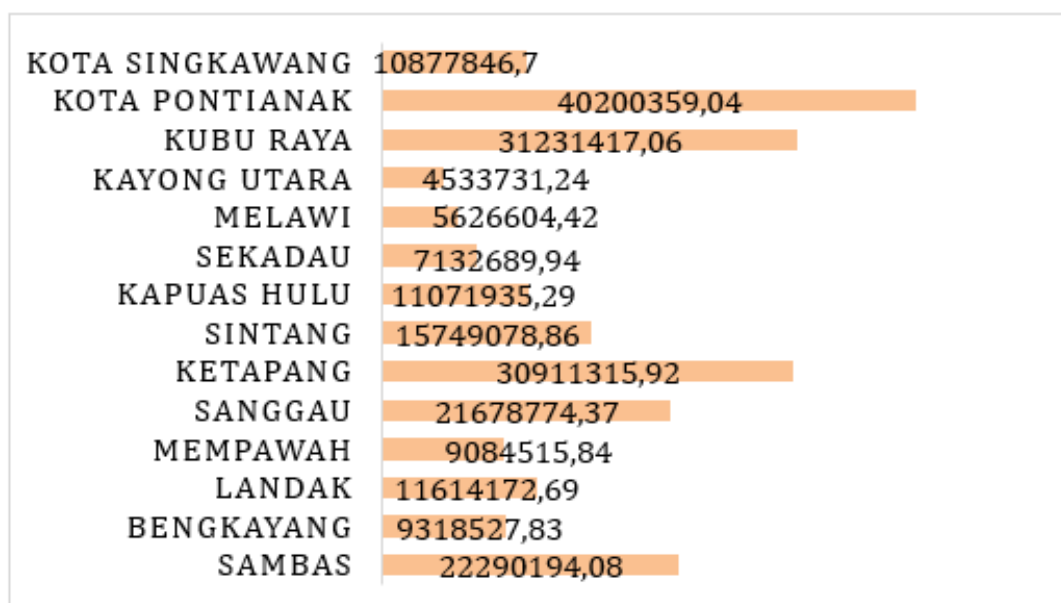 KOTA SINGKAWANG 10877846,7
KOTA PONTIANAK 40200359,04
KUBU RAYA 31231417,06
KAYONG UTARA 4533731,24
MELAWI 5626604,42
SEKADAU 7132689,94
KAPUAS HULU 11071935,29
SINTANG 15749078,86
KETAPANG 30911315,92
SANGGAU 21678774,37
MEMPAWAH 9084515,84
LANDAK 11614172,69
BENGKAYANG 9318527,83
SAMBAS 22290194,08